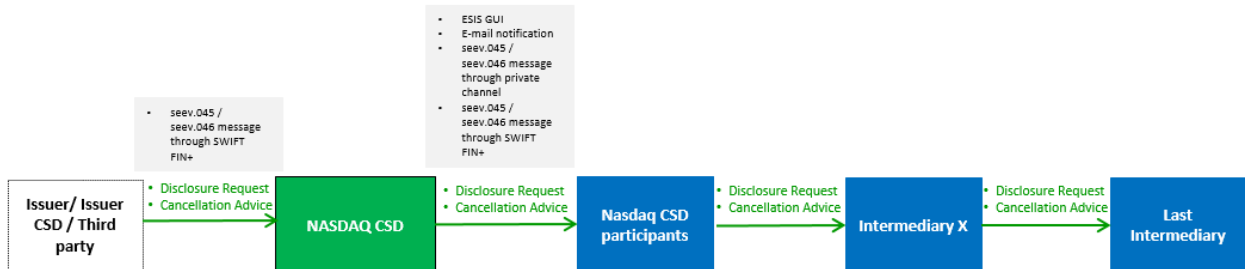 • ESIS GUI
• E-mail notification
• seev.045 /
seev.046 message
through private
channel
• seev.045 /
seev.046 message
through SWIFT
FIN+
• seev.045 /
seev.046 message
through SWIFT
FIN+
Issuer/ Issuer
CSD / Third
party
• Disclosure Request
• Cancellation Advice
NASDAQ CSD
• Disclosure Request
• Cancellation Advice
Nasdaq CSD
participants
• Disclosure Request
• Cancellation Advice
Intermediary X
• Disclosure Request
• Cancellation Advice
Last
Intermediary